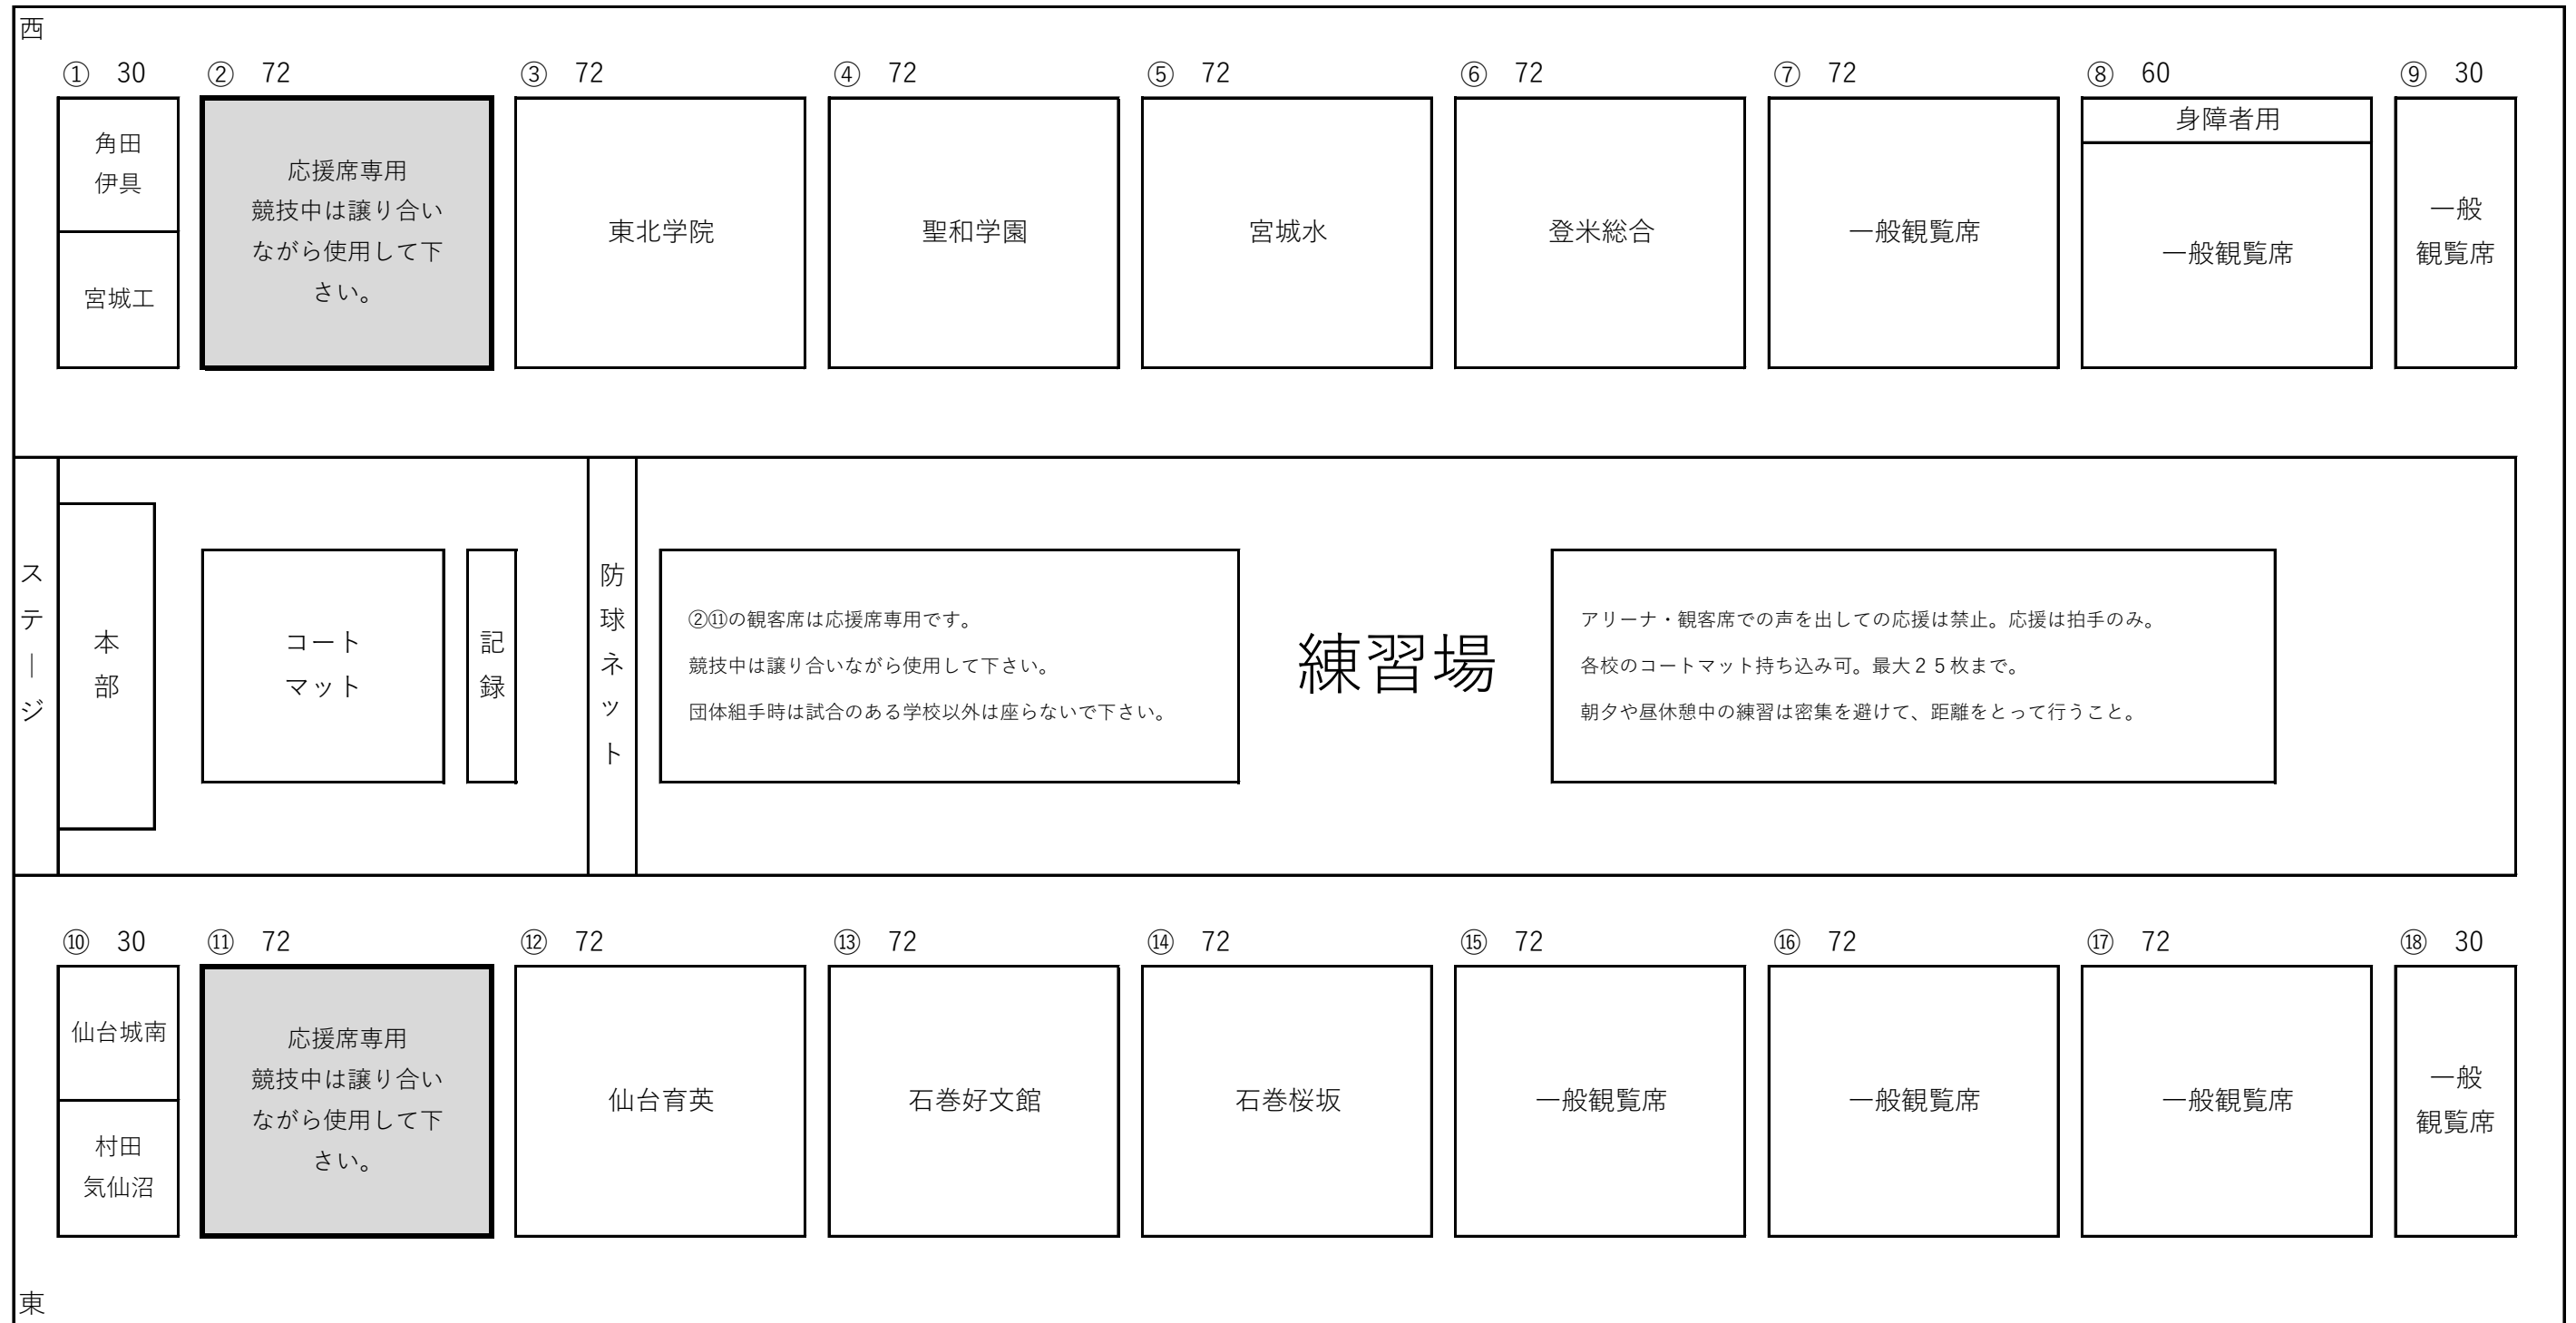 西
① 30 ② 72 ③ 72 ④ 72 ⑤ 72 ⑥ 72 ⑦ 72 ⑧ 60 ⑨ 30
角田
伊具
宮城工
応援席専用
競技中は譲り合い
ながら使用して下
さい。
東北学院
聖和学園
宮城水
登米総合
一般観覧席
身障者用
一般観覧席
一般
観覧席
ステージ
本部
コート
マット
記録
防球ネット
②⑪の観客席は応援席専用です。
競技中は譲り合いながら使用して下さい。
団体組手時は試合のある学校以外は座らないで下さい。
練習場
アリーナ・観客席での声を出しての応援は禁止。応援は拍手のみ。
各校のコートマット持ち込み可。最大２５枚まで。
朝夕や昼休憩中の練習は密集を避けて、距離をとって行うこと。
⑩ 30 ⑪ 72 ⑫ 72 ⑬ 72 ⑭ 72 ⑮ 72 ⑯ 72 ⑰ 72 ⑱ 30
仙台城南
村田
気仙沼
応援席専用
競技中は譲り合い
ながら使用して下
さい。
仙台育英
石巻好文館
石巻桜坂
一般観覧席
一般観覧席
一般観覧席
一般
観覧席
東